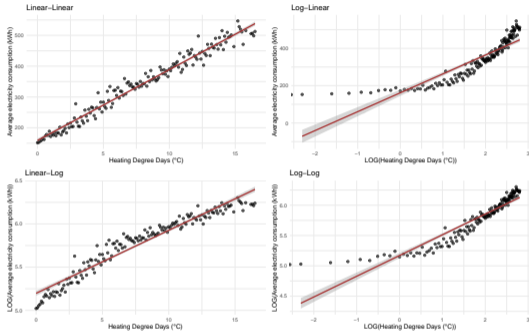 Linear–Linear
Average electricity consumption (kWh)
500
400
300
200
0
5
10
15
Heating Degree Days (°C)
Log–Linear
Average electricity consumption (kWh)
400
200
0
−2
−1
0
1
2
3
LOG(Heating Degree Days (°C))
Linear–Log
LOG(Average electricity consumption (kWh))
6.5
6.0
5.5
5.0
0
5
10
15
Heating Degree Days (°C)
Log–Log
LOG(Average electricity consumption (kWh))
6.0
5.5
5.0
4.5
−2
−1
0
1
2
3
LOG(Heating Degree Days (°C))